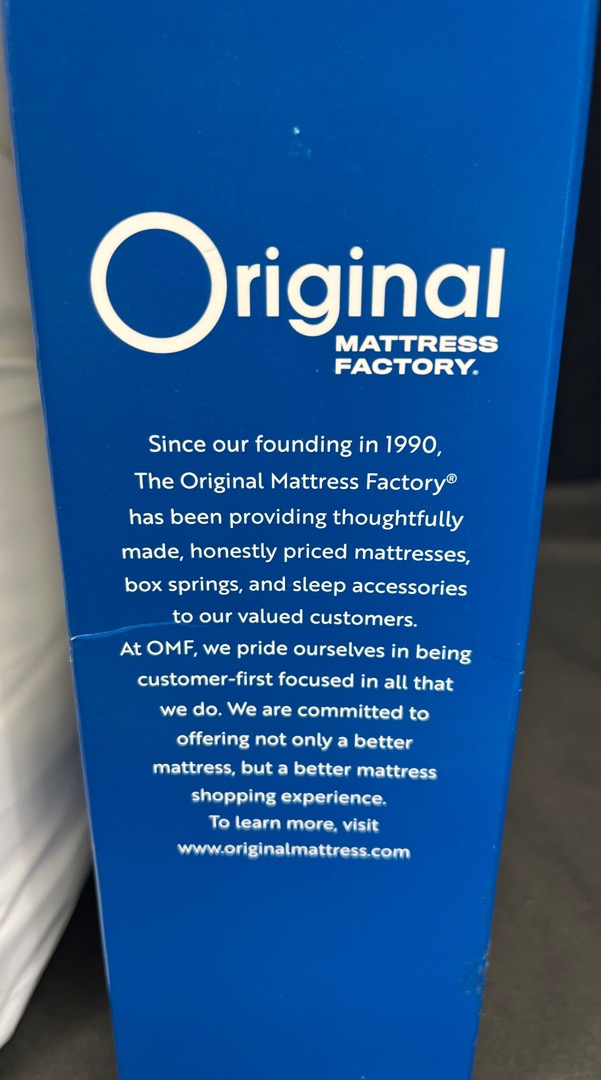 Original
MATTRESS
FACTORY®
Since our founding in 1990,
The Original Mattress Factory®
has been providing thoughtfully
made, honestly priced mattresses,
box springs, and sleep accessories
to our valued customers.
At OMF, we pride ourselves in being
customer-first focused in all that
we do. We are committed to
offering not only a better
mattress, but a better mattress
shopping experience.
To learn more, visit
www.originalmattress.com